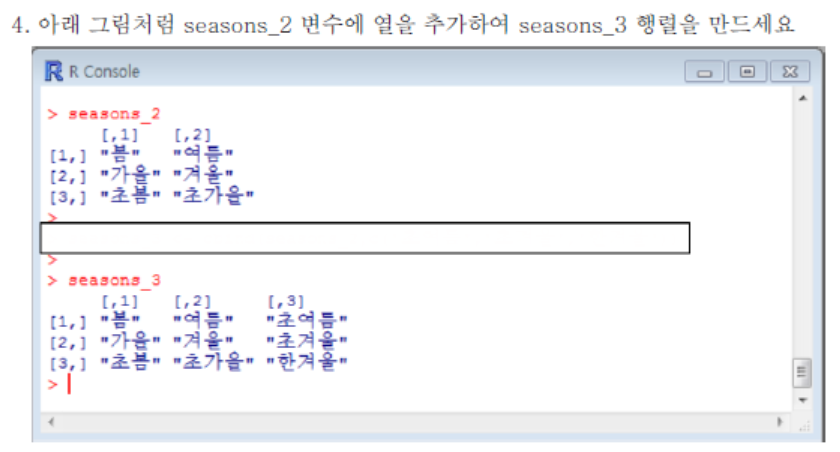 4. 아래 그림처럼 seasons_2 변수에 열을 추가하여 seasons_3 행렬을 만드세요
R R Console
> seasons_2
[,1] [,2]
[1,] "봄" "여름"
[2,] "가을" "겨울"
[3,] "초봄" "초가을"
>
>
> seasons_3
[,1] [,2] [,3]
[1,] "봄" "여름" "초여름"
[2,] "가을" "겨울" "초겨울"
[3,] "초봄" "초가을" "한겨울"
>